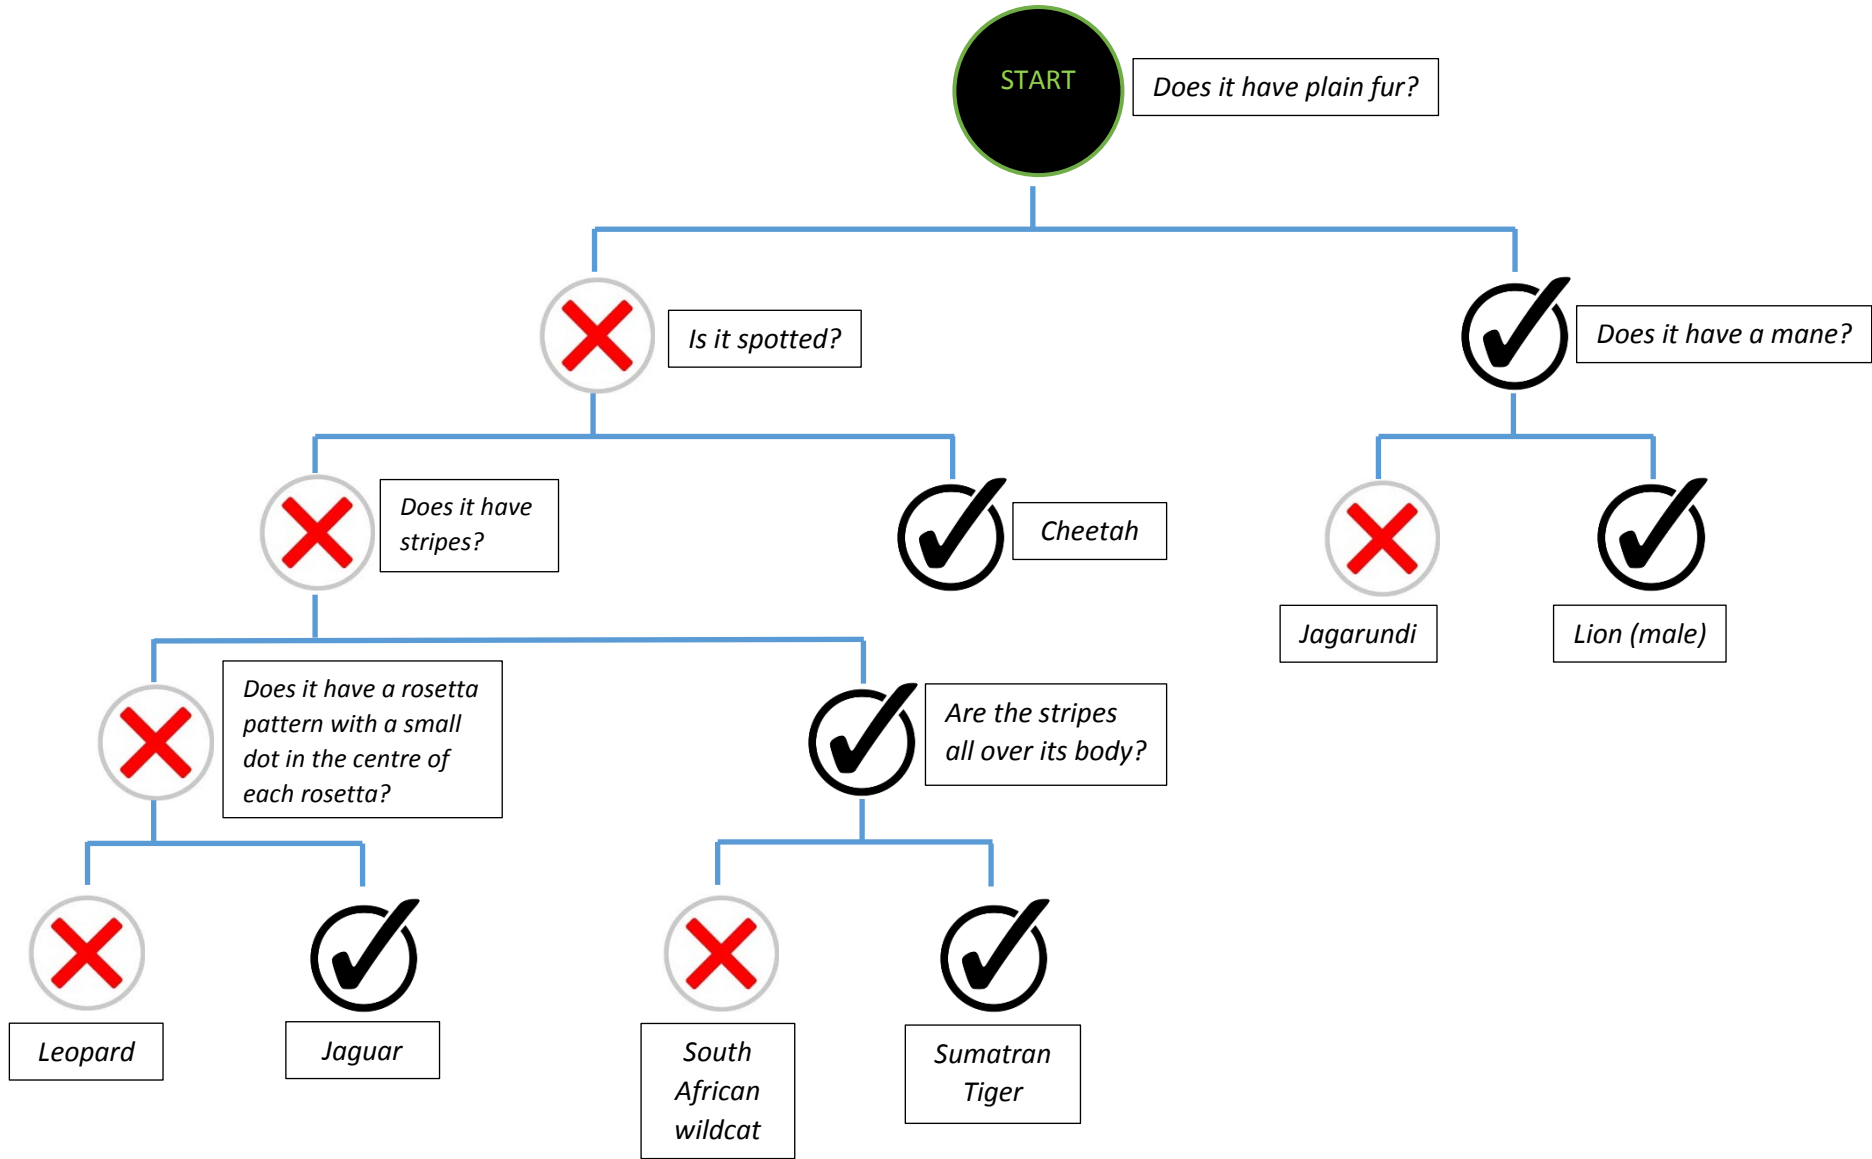 START
Does it have plain fur?
Is it spotted?
Does it have a mane?
Does it have
stripes?
Cheetah
Jagarundi
Lion (male)
Does it have a rosetta
pattern with a small
dot in the centre of
each rosetta?
Are the stripes
all over its body?
Leopard
Jaguar
South
African
wildcat
Sumatran
Tiger